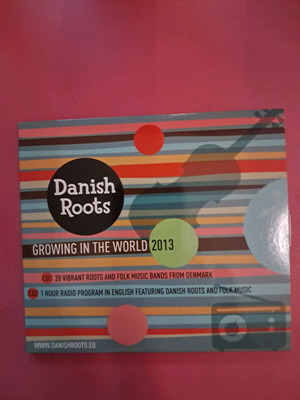 Danish
Roots
GROWING IN THE WORLD 2013
CD1 20 VIBRANT ROOTS AND FOLK MUSIC BANDS FROM DENMARK
CD2 1 HOUR RADIO PROGRAM IN ENGLISH FEATURING DANISH ROOTS AND FOLK MUSIC
WWW.DANISHROOTS.EU